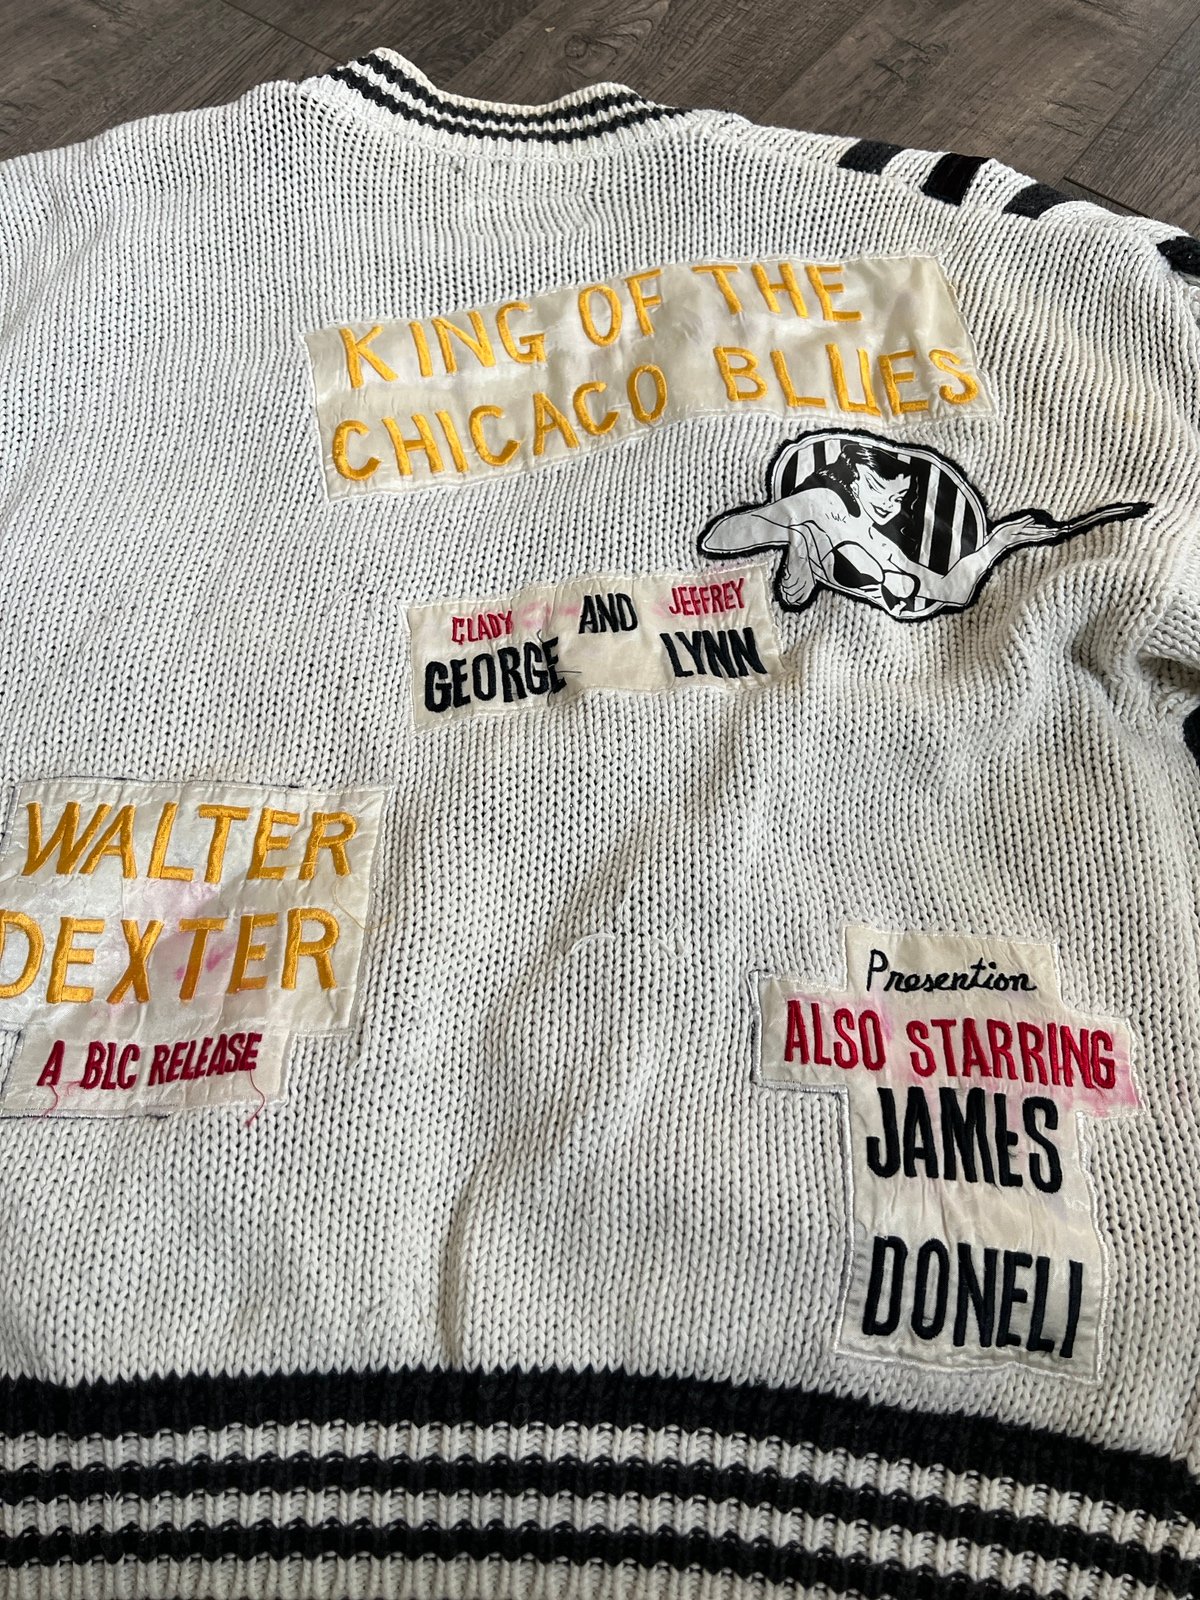 KING OF THE
CHICACO BLUES
CLADY AND JEFFREY
GEORGE LYNN
WALTER
DEXTER
A BLC RELEASE
Presention
ALSO STARRING
JAMES
DONELI